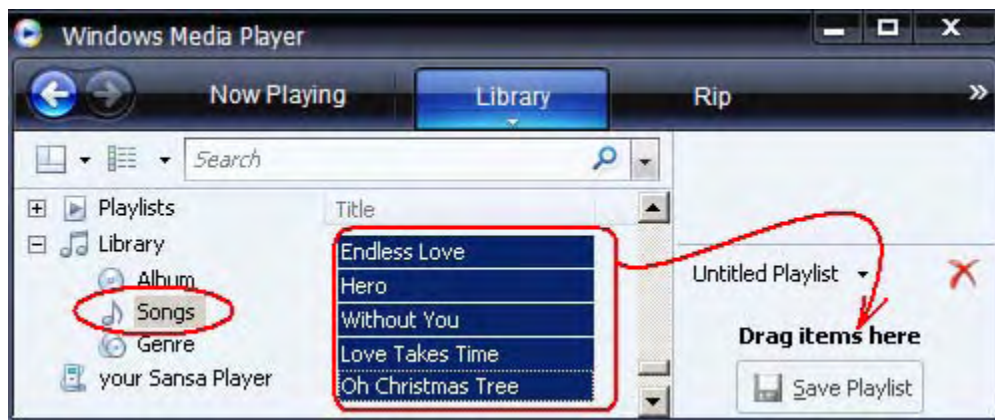 Windows Media Player
Now Playing Library Rip »
Search
Playlists
Library
Album
Songs
Genre
your Sansa Player
Title
Endless Love
Hero
Without You
Love Takes Time
Oh Christmas Tree
Untitled Playlist
Drag items here
Save Playlist